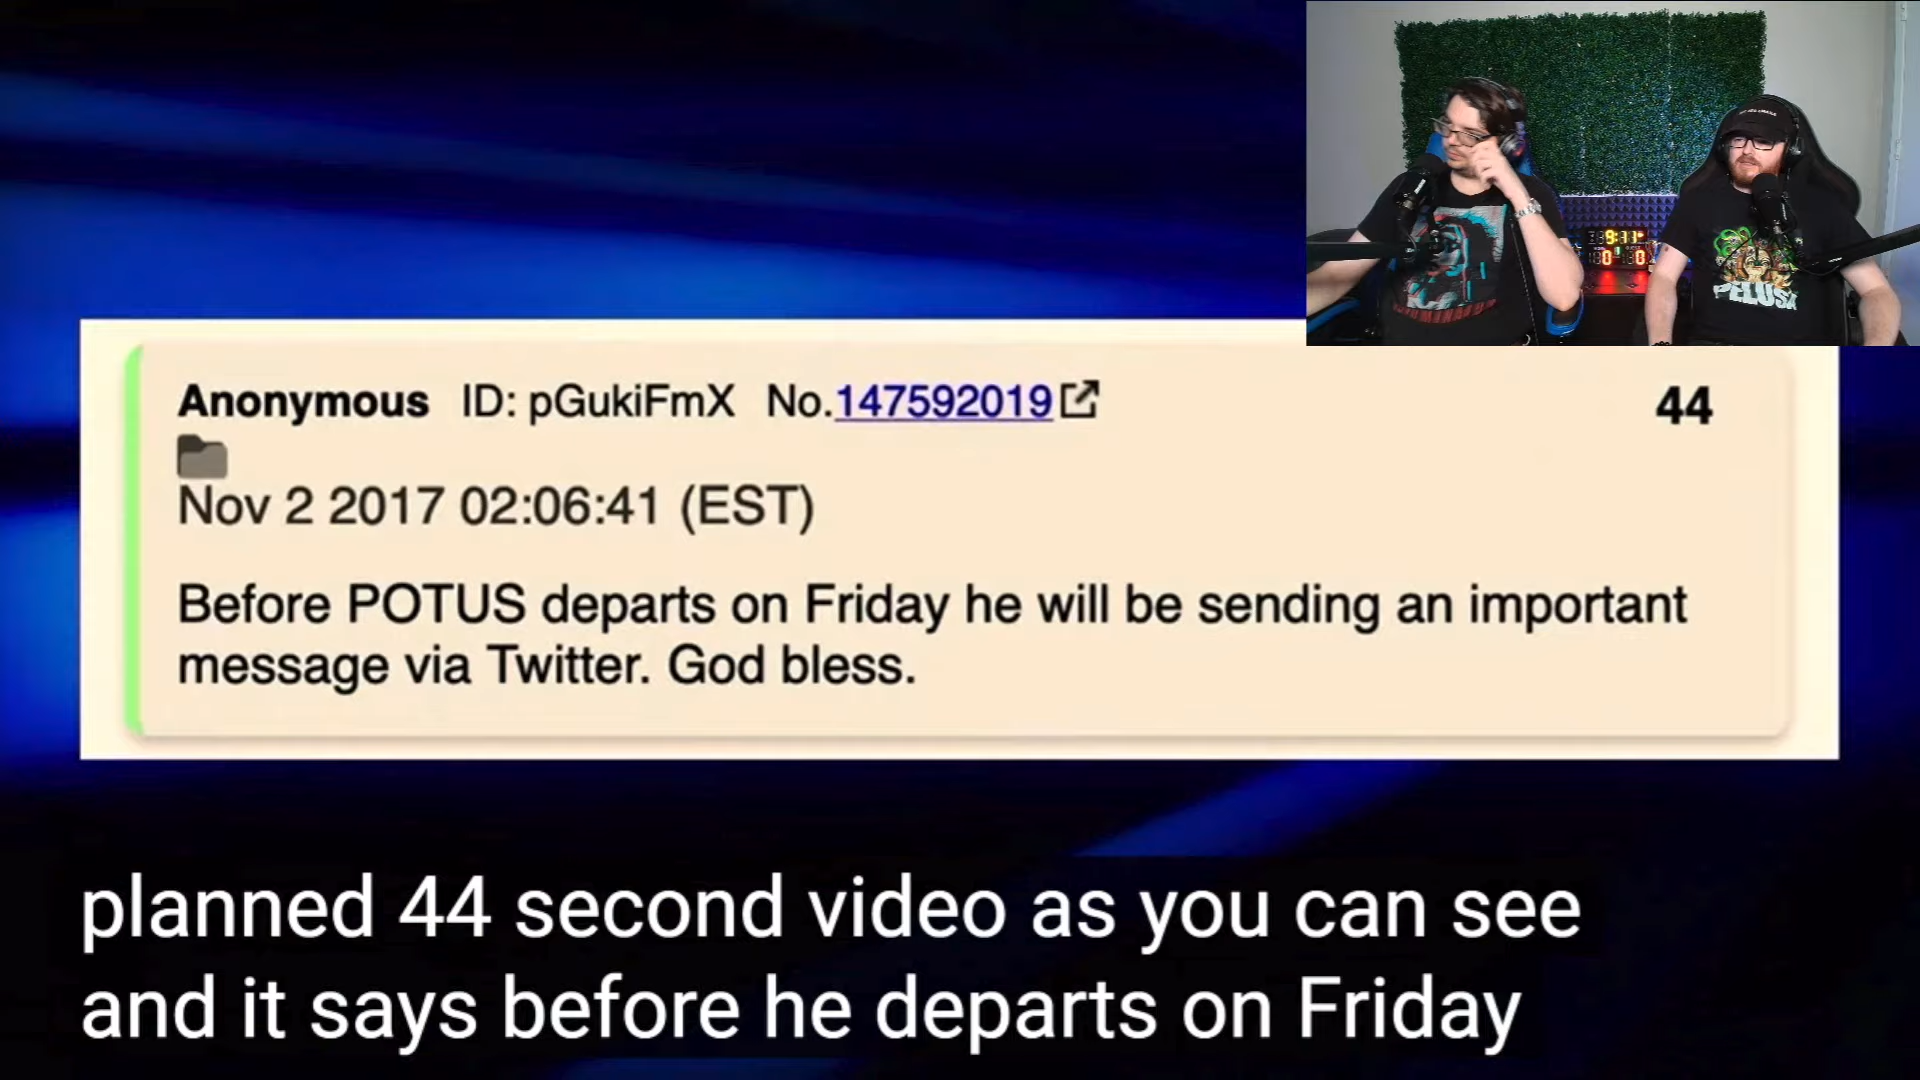 Anonymous ID: pGukiFmX No.147592019 44
Nov 2 2017 02:06:41 (EST)
Before POTUS departs on Friday he will be sending an important
message via Twitter. God bless.
PELUSA
planned 44 second video as you can see
and it says before he departs on Friday